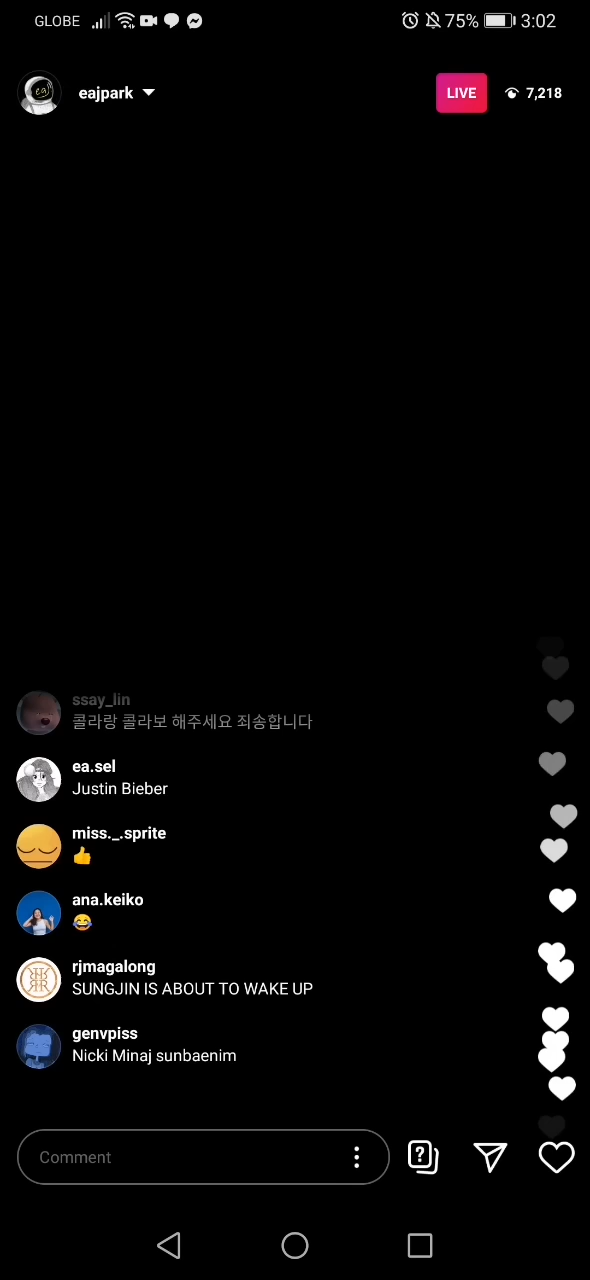 GLOBE 75% 3:02
eajpark LIVE 7,218
ssay_lin
콜라랑 콜라보 해주세요 죄송합니다
ea.sel
Justin Bieber
miss._.sprite
👍
ana.keiko
😂
rjmagalong
SUNGJIN IS ABOUT TO WAKE UP
genvpiss
Nicki Minaj sunbaenim
Comment